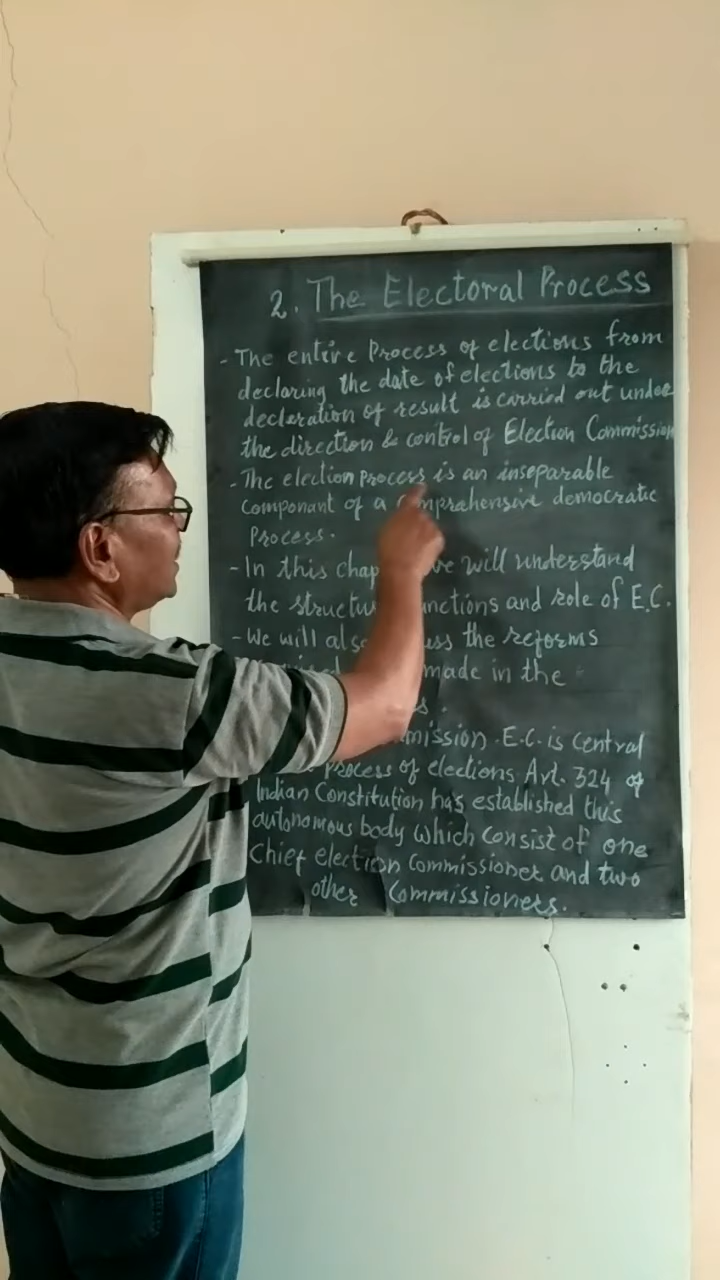 2. The Electoral Process
- The entire Process of elections from
declaring the date of elections to the
declaration of result is carried out under
the direction & control of Election Commission
- The election process is an inseparable
component of a comprahensive democratic
Process.
- In this chap we will understand
the structu nctions and role of E.C.
- We will also uss the reforms
made in the
s.
mission. E.C. is central
process of elections Art. 324 of
Indian Constitution has established this
autonomous body which consist of one
Chief election commissioner and two
other Commissioners.